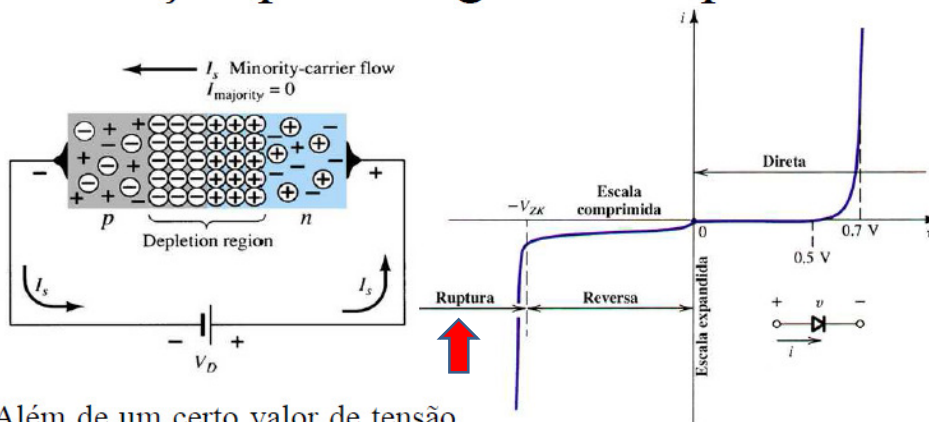 I_s Minority-carrier flow
I_majority = 0
p
n
Depletion region
I_s
I_s
− +
V_D
i
Direta
Escala
comprimida
−V_ZK
0
0.7 V
0.5 V
Ruptura
Reversa
Escala expandida
+ v −
i
Além de um certo valor de tensão